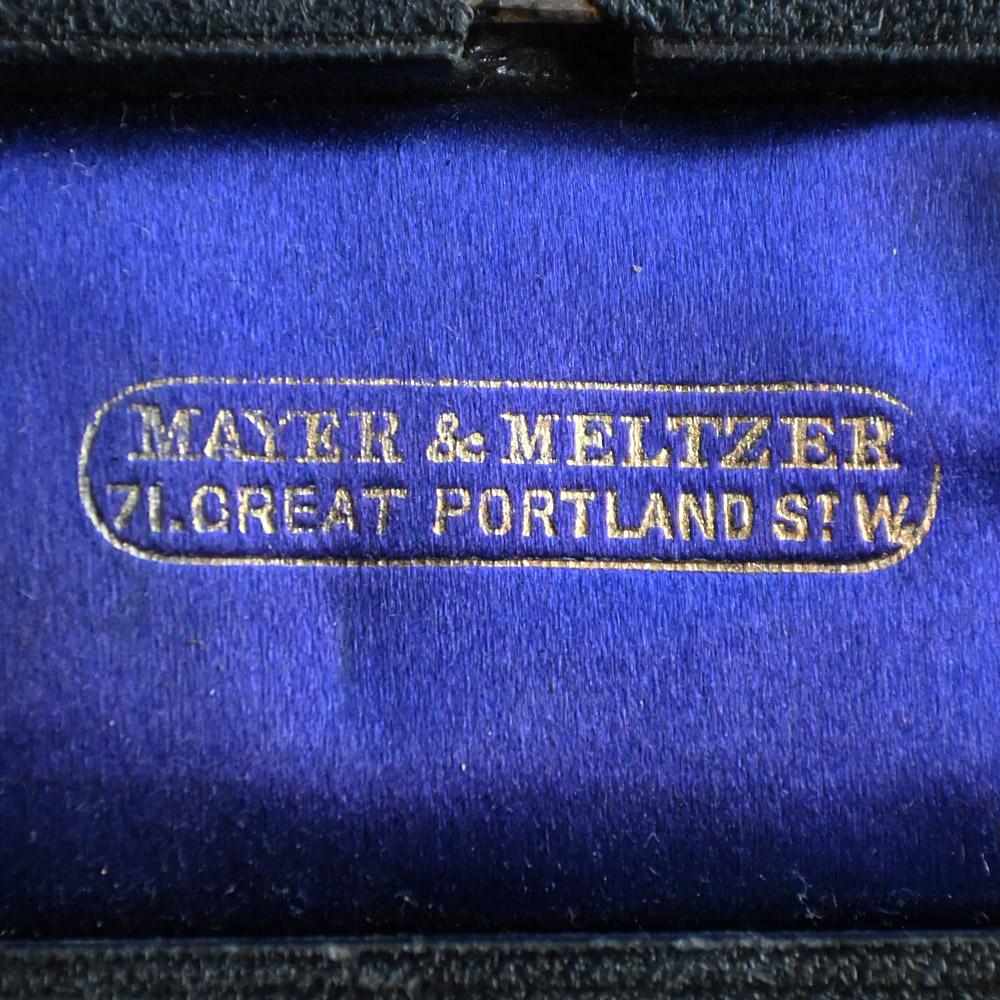 MAYER & MELTZER
71. GREAT PORTLAND ST W.